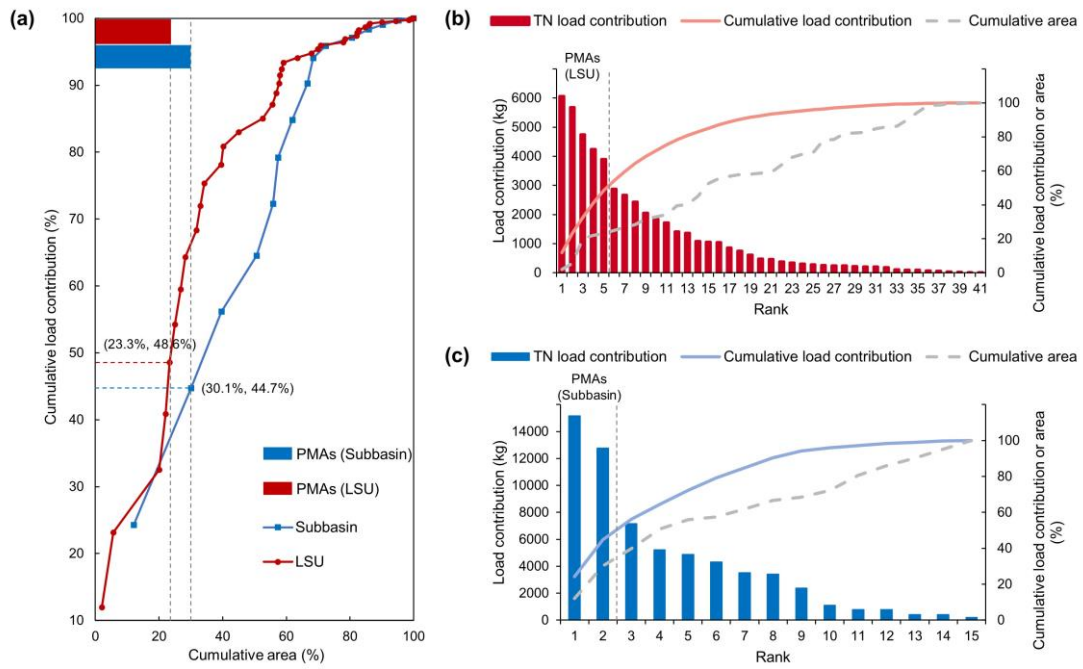 (a)
100
90
80
70
60
50
40
30
20
10
Cumulative load contribution (%)
(23.3%, 48.6%)
(30.1%, 44.7%)
PMAs (Subbasin)
PMAs (LSU)
Subbasin
LSU
0 20 40 60 80 100
Cumulative area (%)
(b)
TN load contribution Cumulative load contribution Cumulative area
PMAs
(LSU)
7000
6000
5000
4000
3000
2000
1000
0
Load contribution (kg)
120
100
80
60
40
20
0
Cumulative load contribution or area
(%)
1 3 5 7 9 11 13 15 17 19 21 23 25 27 29 31 33 35 37 39 41
Rank
(c)
TN load contribution Cumulative load contribution Cumulative area
PMAs
(Subbasin)
14000
12000
10000
8000
6000
4000
2000
0
Load contribution (kg)
120
100
80
60
40
20
0
Cumulative load contribution or area
(%)
1 2 3 4 5 6 7 8 9 10 11 12 13 14 15
Rank